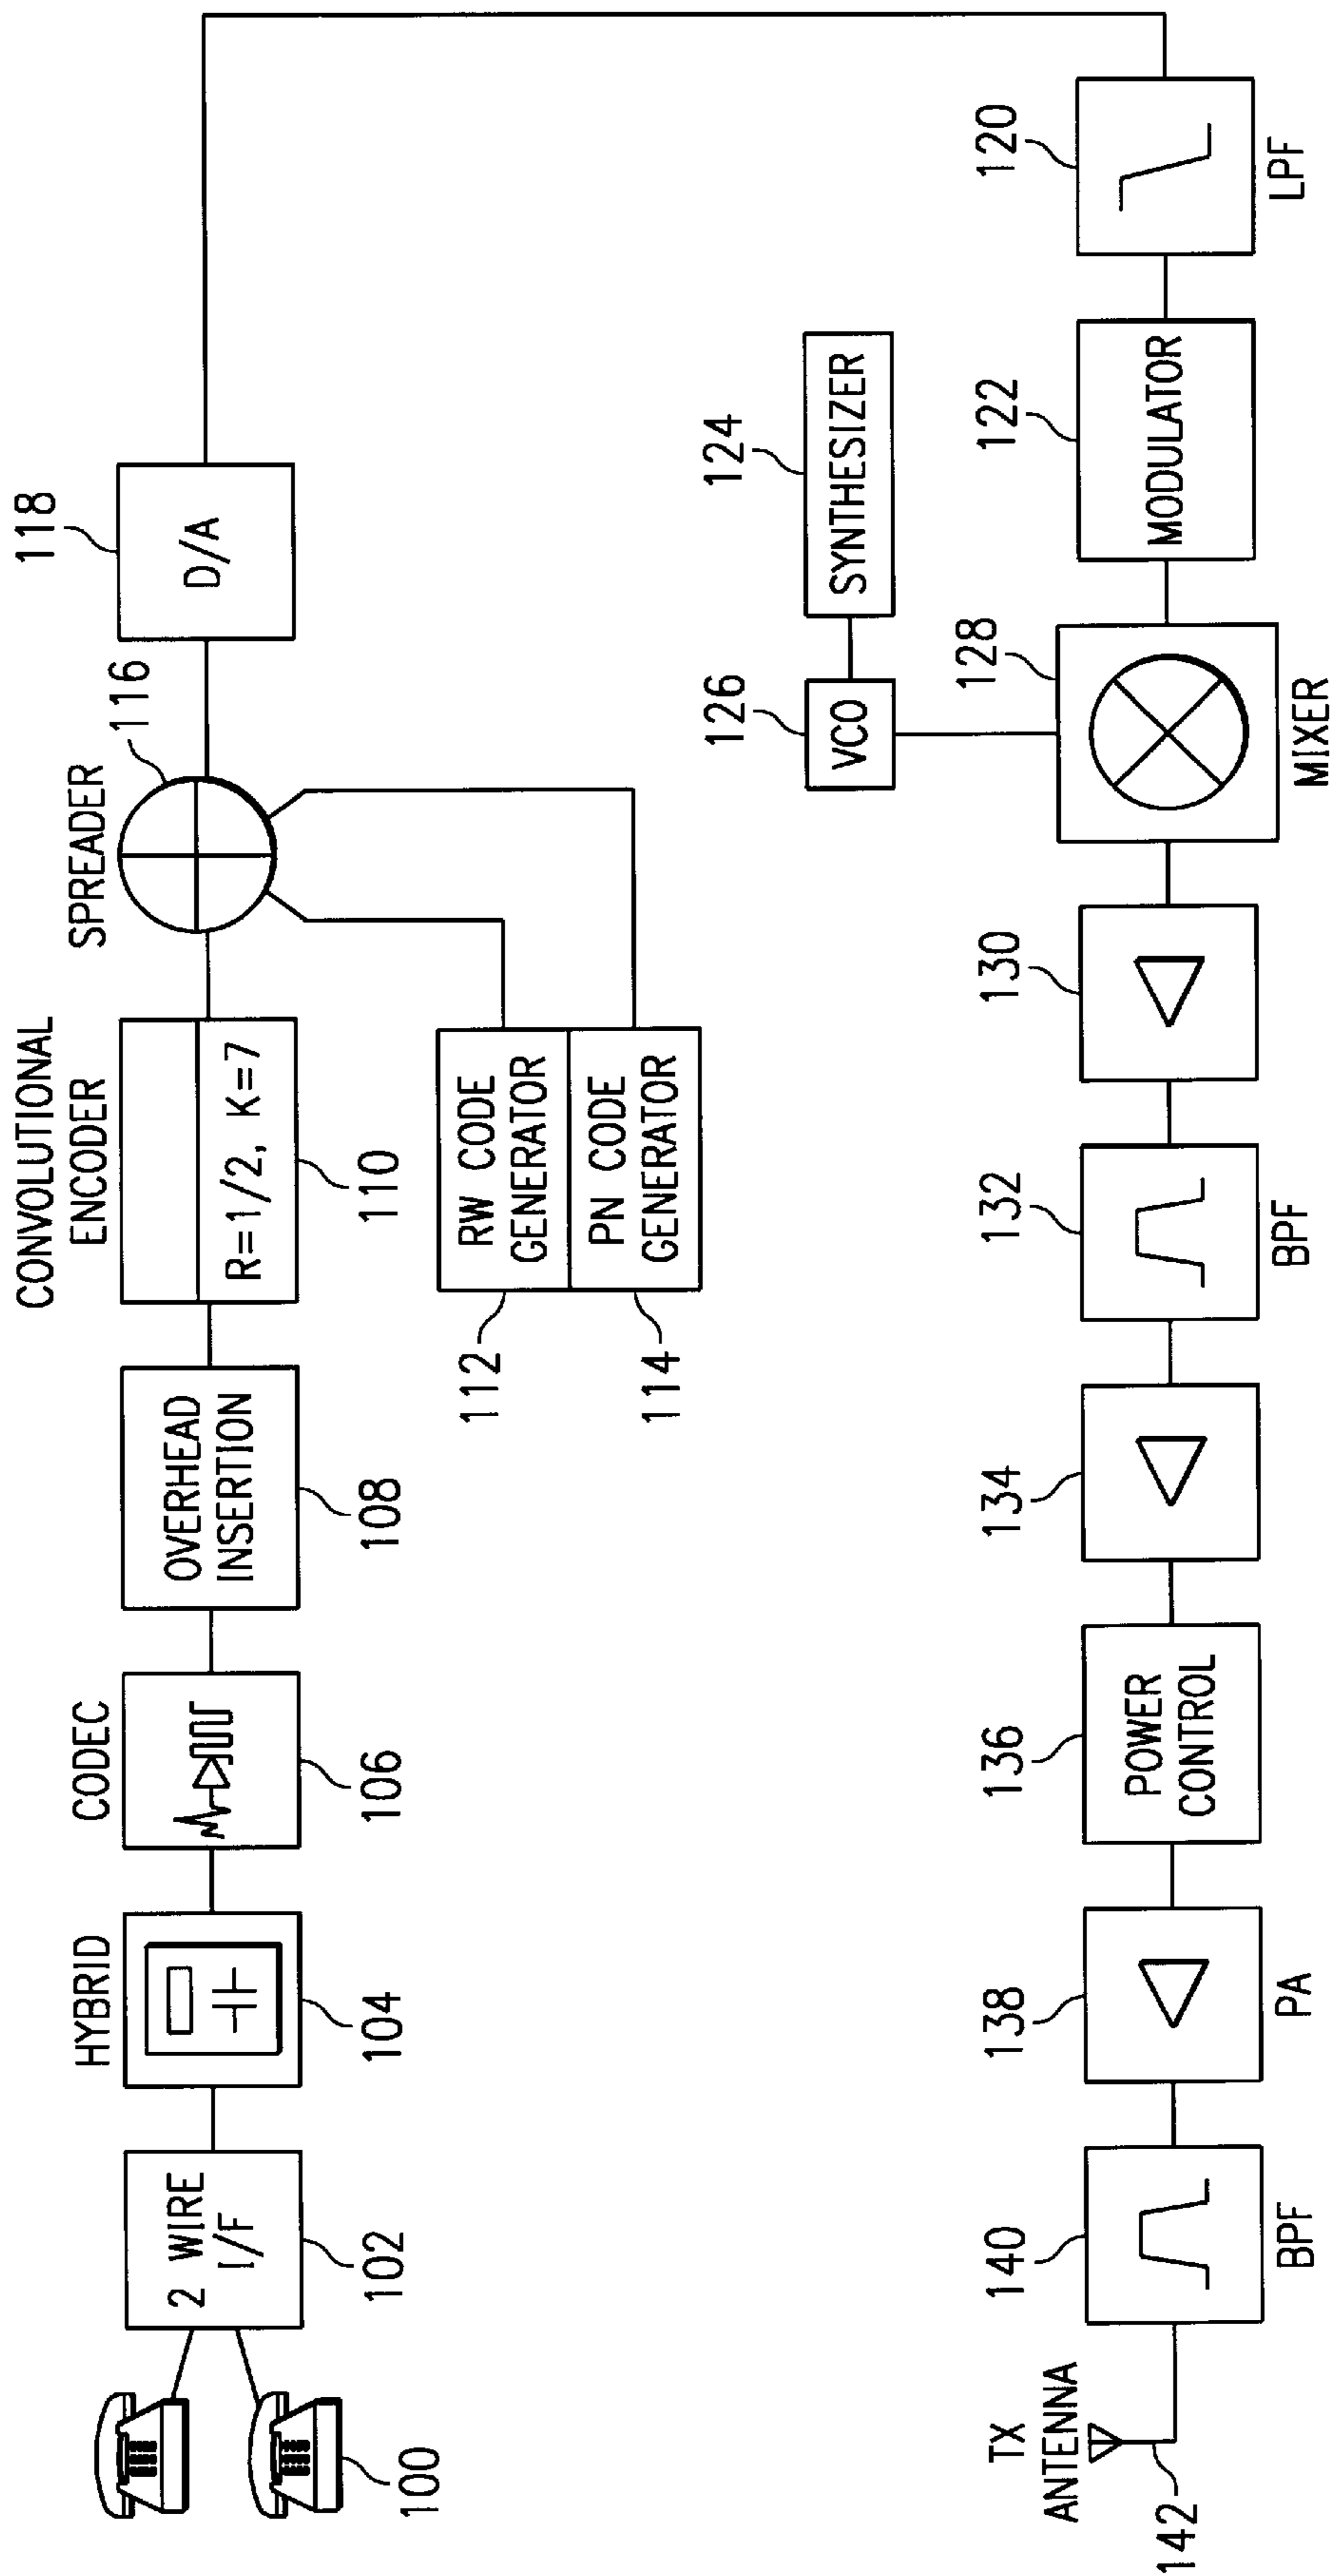 CONVOLUTIONAL
ENCODER
HYBRID
CODEC
SPREADER
116
118
2 WIRE
I/F
OVERHEAD
INSERTION
R=1/2, K=7
D/A
100
102
104
106
108
110
112
RW CODE
GENERATOR
114
PN CODE
GENERATOR
124
SYNTHESIZER
126
VCO
TX
ANTENNA
142
140
138
136
134
132
130
128
122
120
POWER
CONTROL
MODULATOR
BPF
PA
BPF
MIXER
LPF